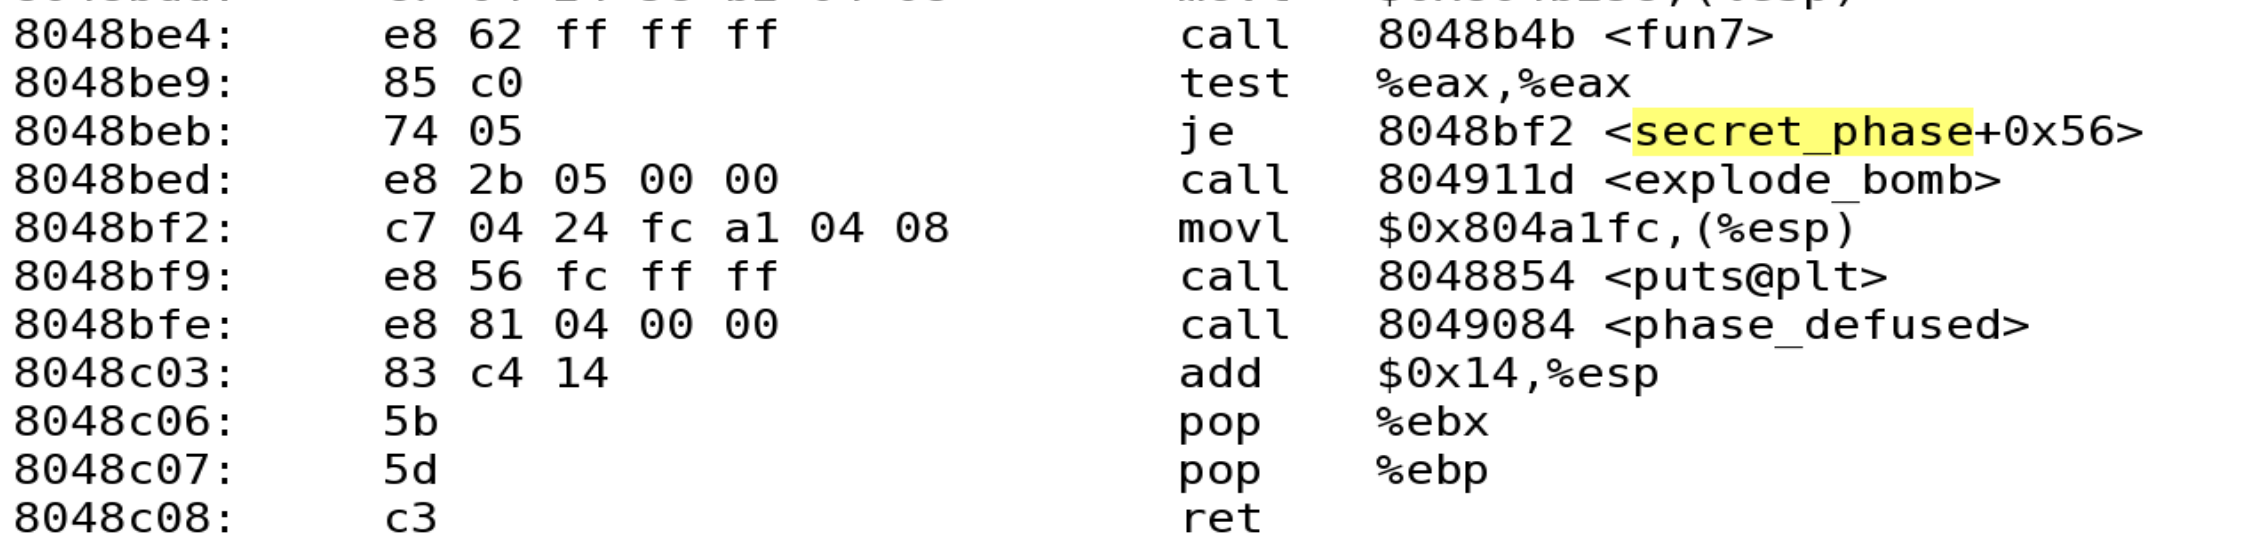 8048be4: e8 62 ff ff ff call 8048b4b <fun7>
8048be9: 85 c0 test %eax,%eax
8048beb: 74 05 je 8048bf2 <secret_phase+0x56>
8048bed: e8 2b 05 00 00 call 804911d <explode_bomb>
8048bf2: c7 04 24 fc a1 04 08 movl $0x804a1fc,(%esp)
8048bf9: e8 56 fc ff ff call 8048854 <puts@plt>
8048bfe: e8 81 04 00 00 call 8049084 <phase_defused>
8048c03: 83 c4 14 add $0x14,%esp
8048c06: 5b pop %ebx
8048c07: 5d pop %ebp
8048c08: c3 ret